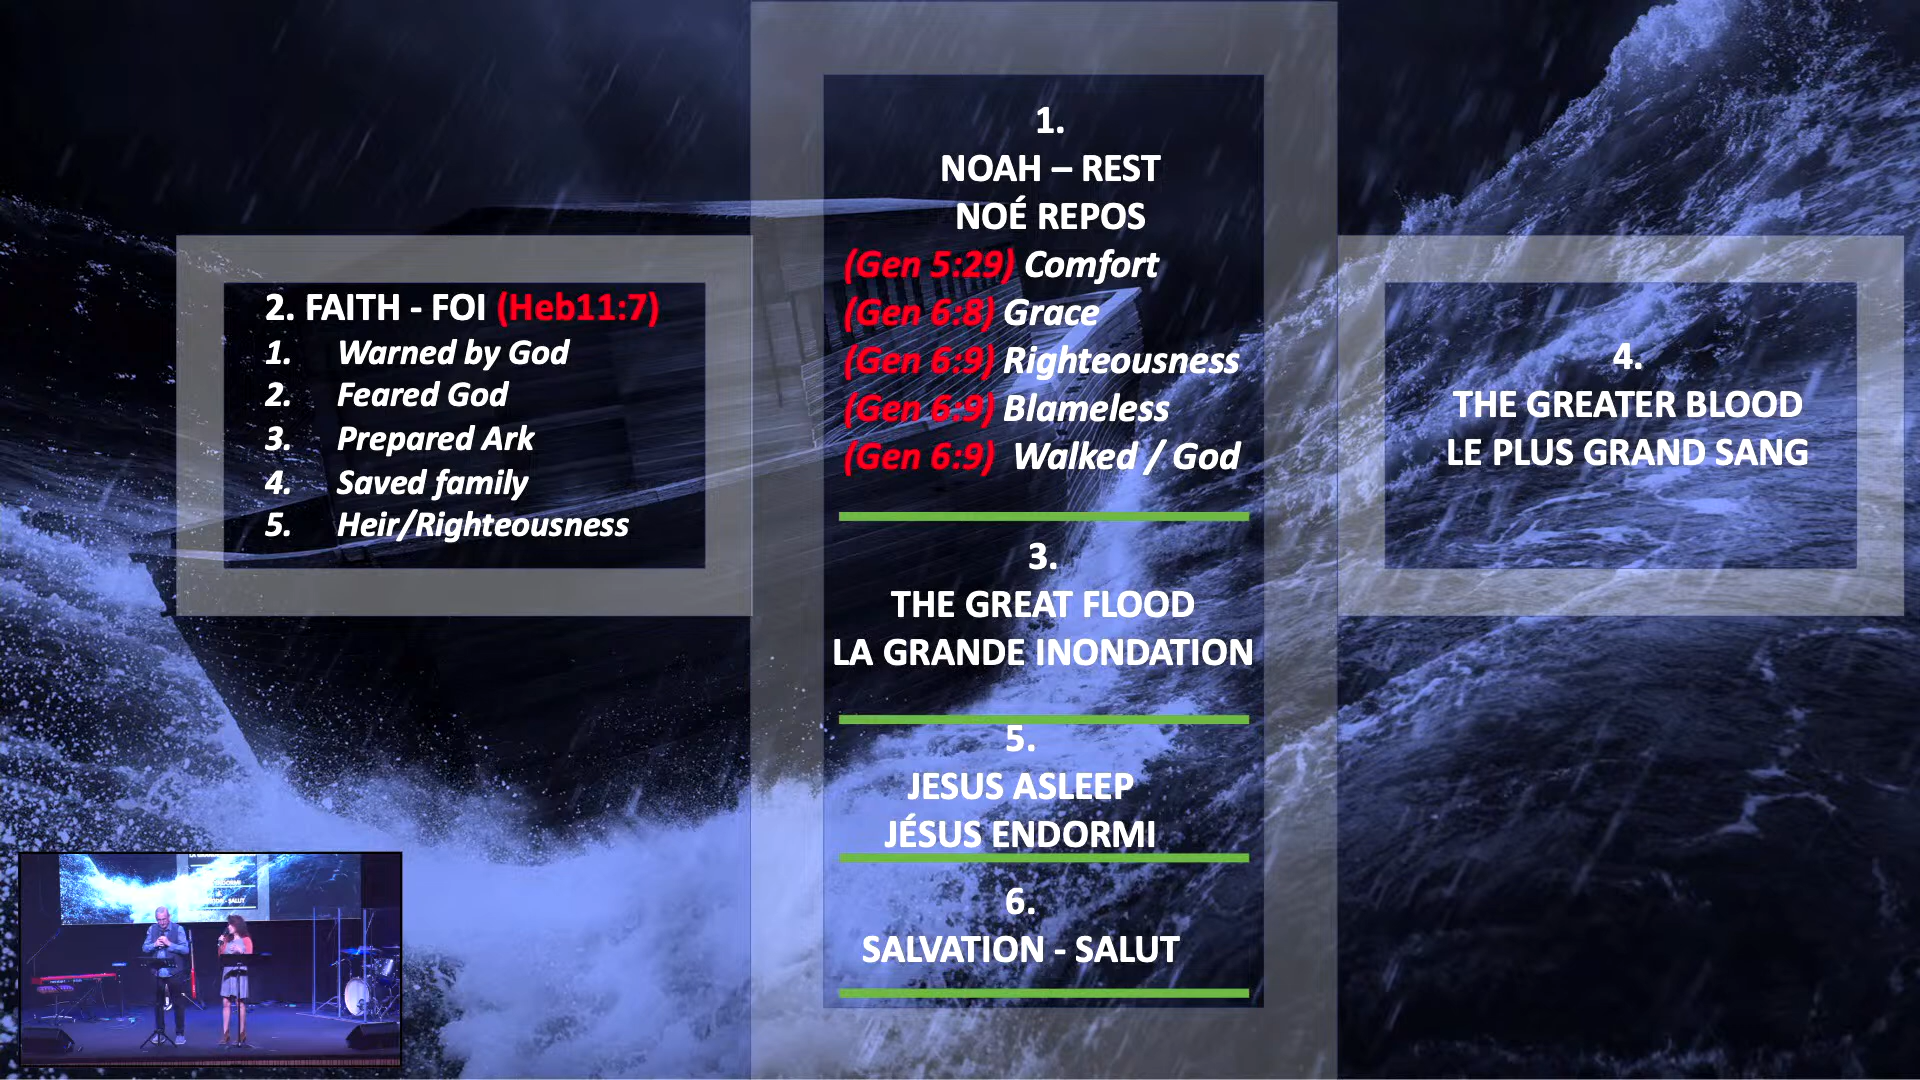 1.
NOAH – REST
NOÉ REPOS
(Gen 5:29) Comfort
(Gen 6:8) Grace
(Gen 6:9) Righteousness
(Gen 6:9) Blameless
(Gen 6:9) Walked / God
2. FAITH - FOI (Heb11:7)
1. Warned by God
2. Feared God
3. Prepared Ark
4. Saved family
5. Heir/Righteousness
3.
THE GREAT FLOOD
LA GRANDE INONDATION
4.
THE GREATER BLOOD
LE PLUS GRAND SANG
5.
JESUS ASLEEP
JÉSUS ENDORMI
6.
SALVATION - SALUT